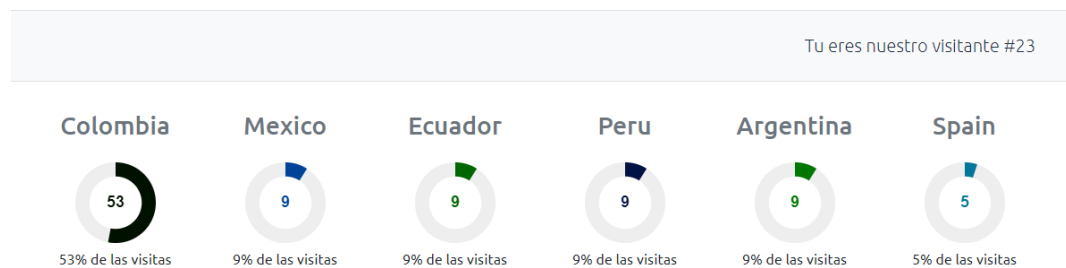 Tu eres nuestro visitante #23
Colombia Mexico Ecuador Peru Argentina Spain
53 9 9 9 9 5
53% de las visitas 9% de las visitas 9% de las visitas 9% de las visitas 9% de las visitas 5% de las visitas